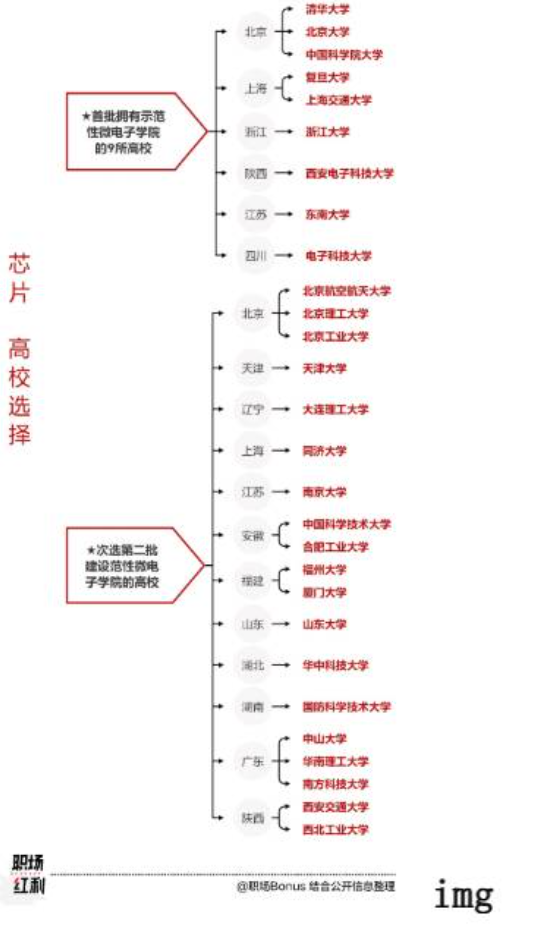 芯片 高校选择
★首批拥有示范
性微电子学院
的9所高校
北京
清华大学
北京大学
中国科学院大学
上海
复旦大学
上海交通大学
浙江
浙江大学
陕西
西安电子科技大学
江苏
东南大学
四川
电子科技大学
★次选第二批
建设范性微电
子学院的高校
北京
北京航空航天大学
北京理工大学
北京工业大学
天津
天津大学
辽宁
大连理工大学
上海
同济大学
江苏
南京大学
安徽
中国科学技术大学
合肥工业大学
福建
福州大学
厦门大学
山东
山东大学
湖北
华中科技大学
湖南
国防科学技术大学
广东
中山大学
华南理工大学
南方科技大学
陕西
西安交通大学
西北工业大学
职场
红利
@职场Bonus 结合公开信息整理
img